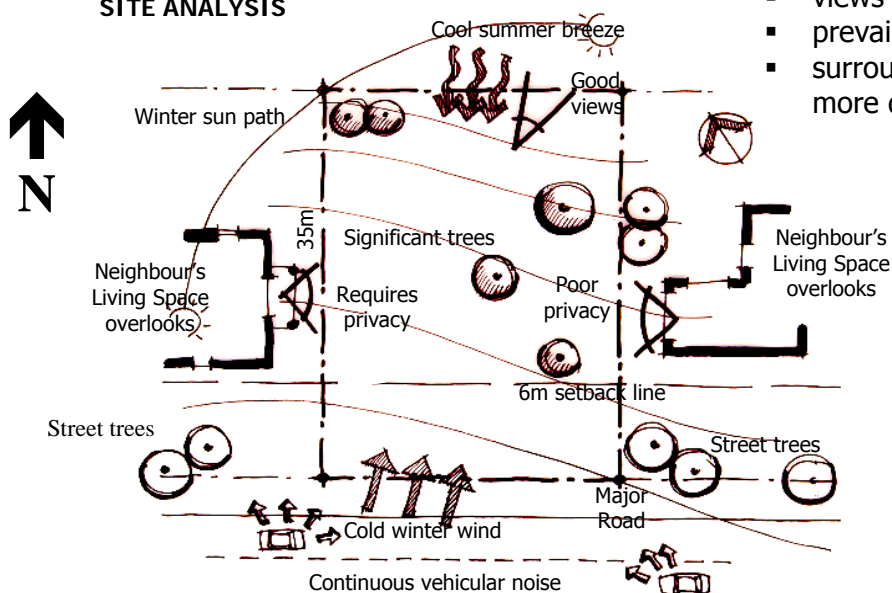 SITE ANALYSIS
▪ views
▪ prevai
▪ surrou
more o
Cool summer breeze
Good
views
Winter sun path
N
35m
Significant trees
Neighbour's
Living Space
overlooks
Requires
privacy
Poor
privacy
Neighbour's
Living Space
overlooks
6m setback line
Street trees
Street trees
Major
Road
Cold winter wind
Continuous vehicular noise